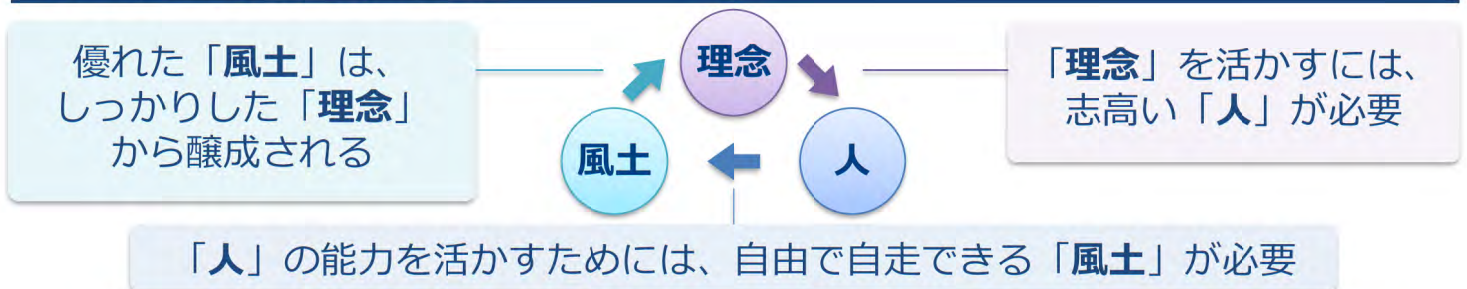 優れた「風土」は、
しっかりした「理念」
から醸成される
理念
風土
人
「理念」を活かすには、
志高い「人」が必要
「人」の能力を活かすためには、自由で自走できる「風土」が必要